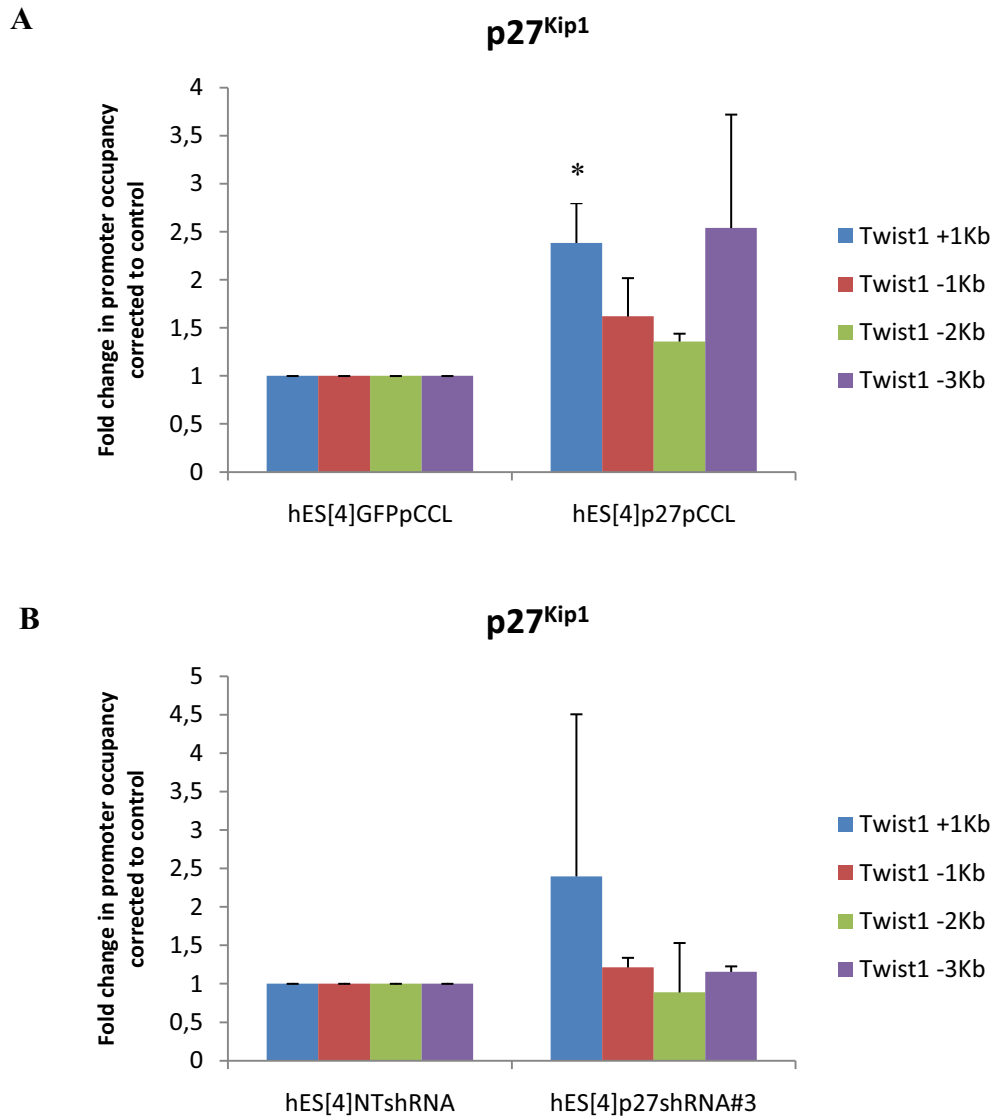 A
p27Kip1
Fold change in promoter occupancy
corrected to control
4
3,5
3
2,5
2
1,5
1
0,5
0
*
hES[4]GFPpCCL
hES[4]p27pCCL
Twist1 +1Kb
Twist1 -1Kb
Twist1 -2Kb
Twist1 -3Kb
B
p27Kip1
Fold change in promoter occupancy
corrected to control
5
4,5
4
3,5
3
2,5
2
1,5
1
0,5
0
hES[4]NTshRNA
hES[4]p27shRNA#3
Twist1 +1Kb
Twist1 -1Kb
Twist1 -2Kb
Twist1 -3Kb